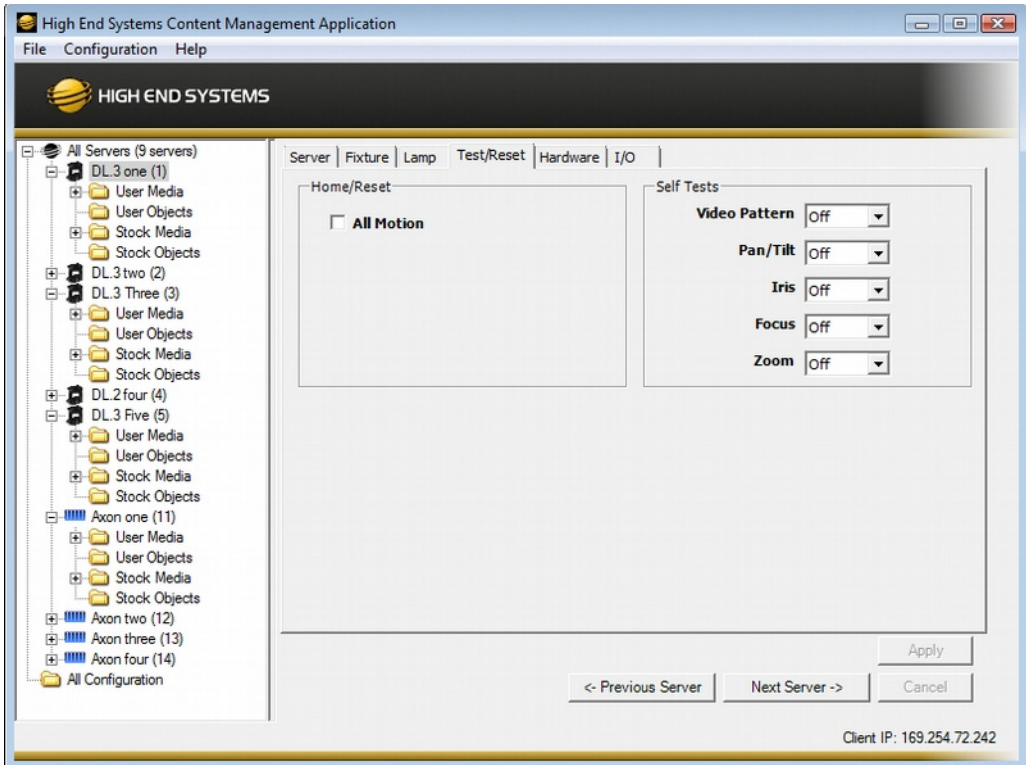 High End Systems Content Management Application
File Configuration Help
HIGH END SYSTEMS
All Servers (9 servers)
DL.3 one (1)
User Media
User Objects
Stock Media
Stock Objects
DL.3 two (2)
DL.3 Three (3)
User Media
User Objects
Stock Media
Stock Objects
DL.2 four (4)
DL.3 Five (5)
User Media
User Objects
Stock Media
Stock Objects
Axon one (11)
User Media
User Objects
Stock Media
Stock Objects
Axon two (12)
Axon three (13)
Axon four (14)
All Configuration
Server Fixture Lamp Test/Reset Hardware I/O
Home/Reset
All Motion
Self Tests
Video Pattern Off
Pan/Tilt Off
Iris Off
Focus Off
Zoom Off
Apply
<- Previous Server Next Server -> Cancel
Client IP: 169.254.72.242